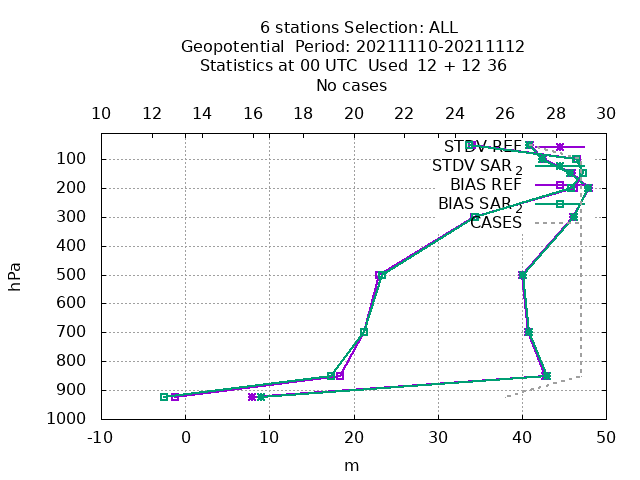 6 stations Selection: ALL
Geopotential  Period: 20211110-20211112
Statistics at 00 UTC  Used  12 + 12 36
No cases
10 12 14 16 18 20 22 24 26 28 30
STDV REF
STDV SAR2
BIAS REF
BIAS SAR2
CASES
hPa
100
200
300
400
500
600
700
800
900
1000
-10 0 10 20 30 40 50
m